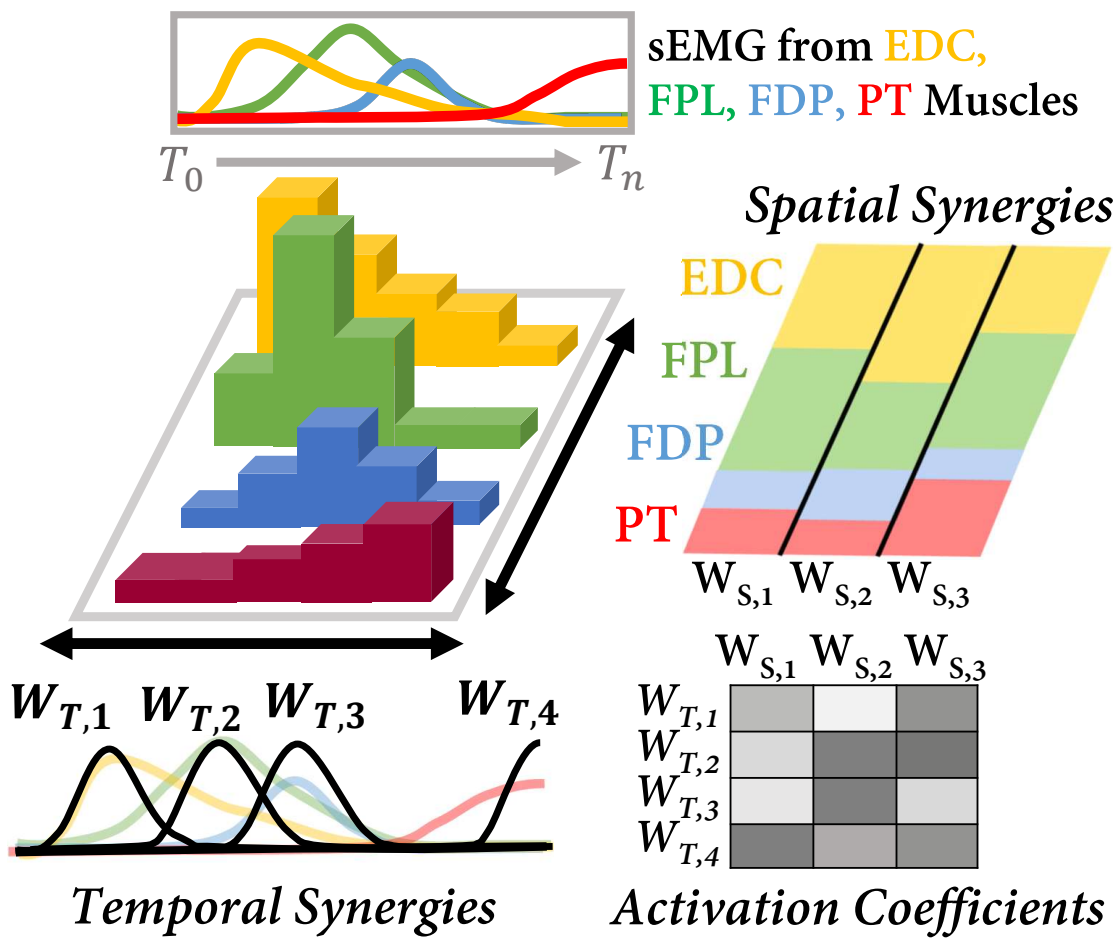 sEMG from EDC,
FPL, FDP, PT Muscles
T0
Tn
Spatial Synergies
EDC
FPL
FDP
PT
WS,1 WS,2 WS,3
WT,1 WT,2 WT,3 WT,4
Temporal Synergies
WS,1 WS,2 WS,3
WT,1
WT,2
WT,3
WT,4
Activation Coefficients